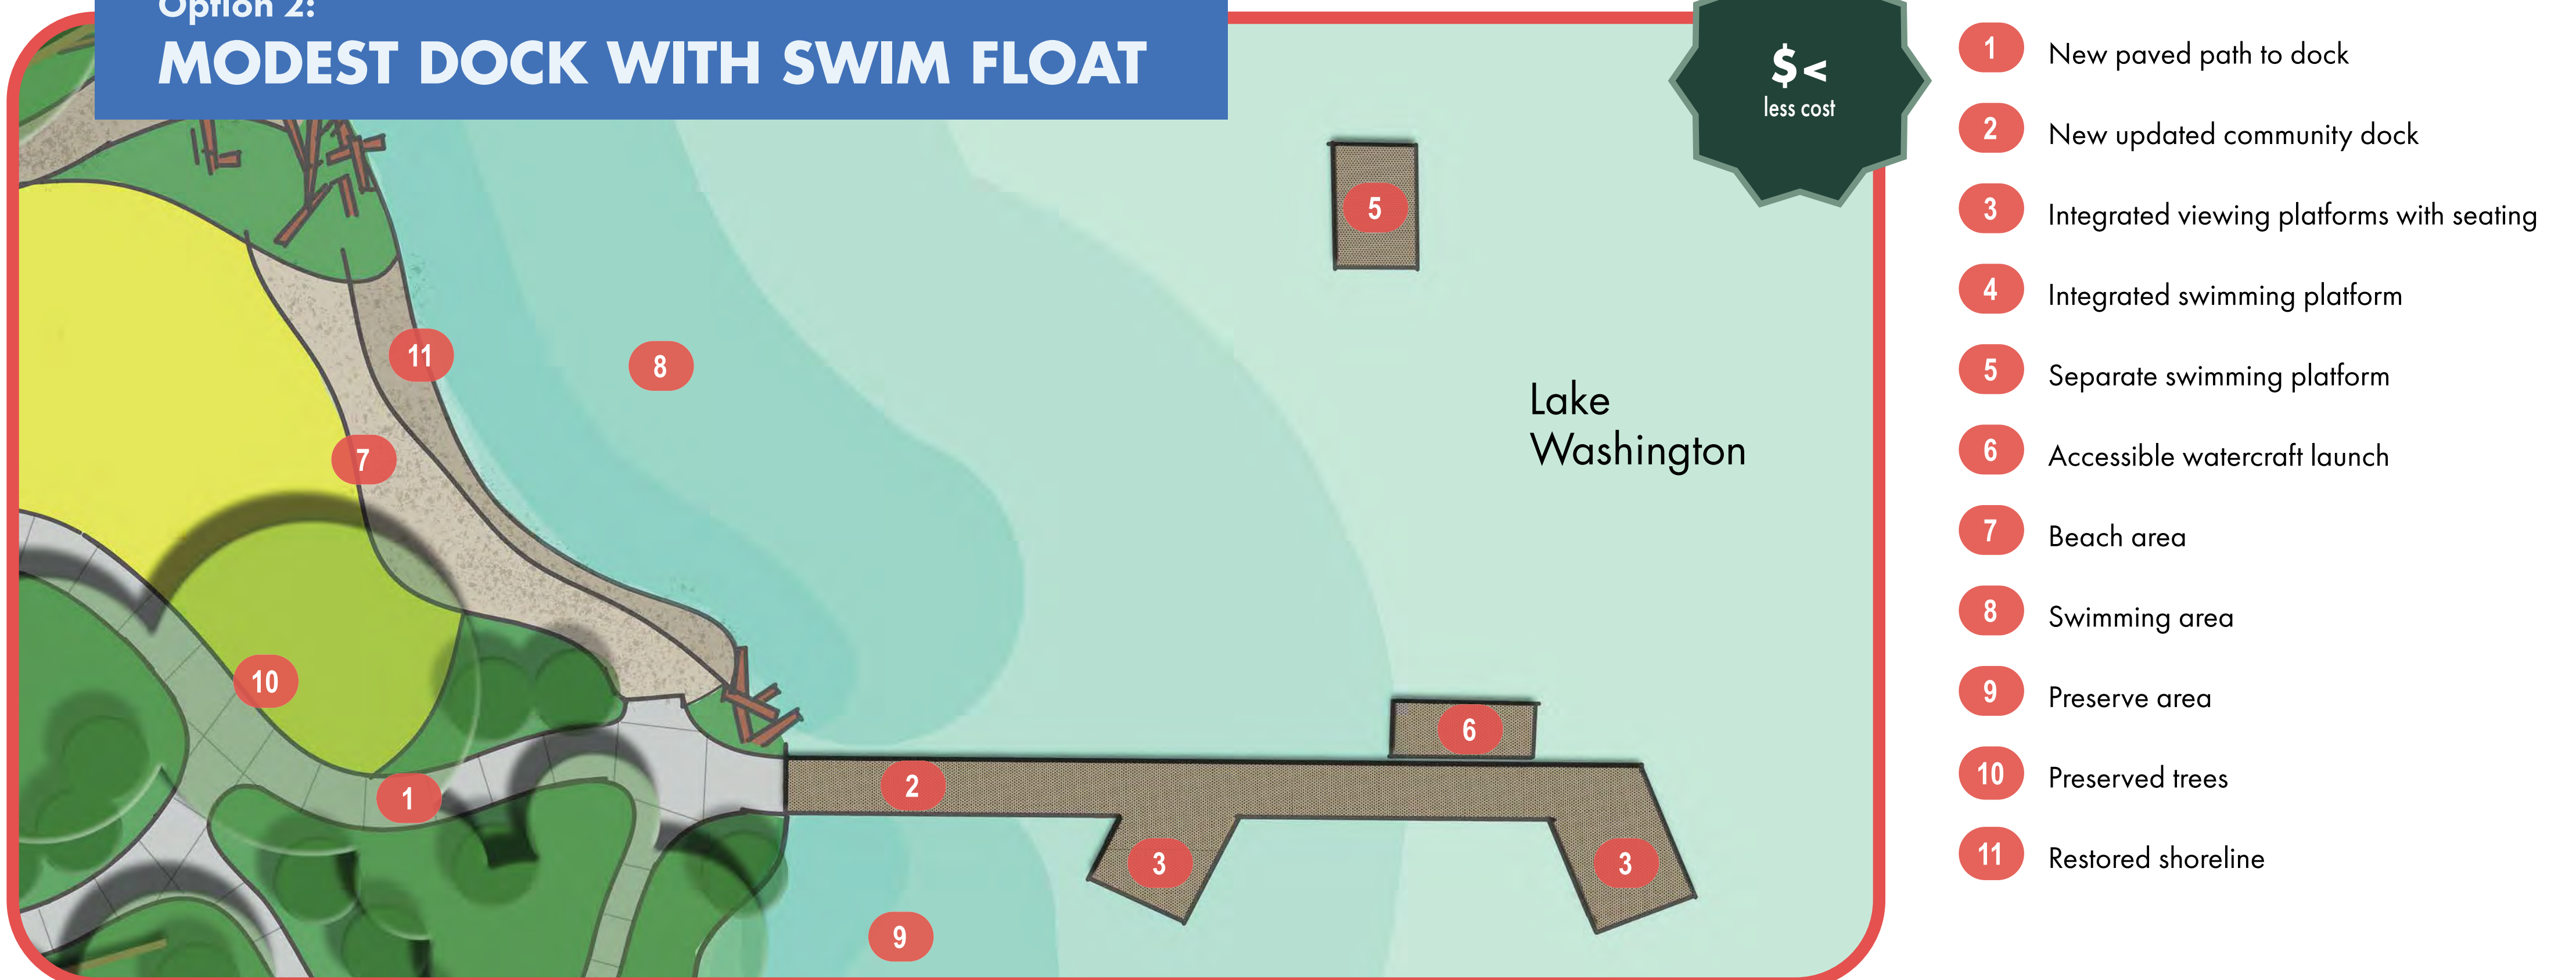 Option 2:
MODEST DOCK WITH SWIM FLOAT
$<
less cost
5
11
8
Lake
Washington
7
10
6
1
2
3
3
9
1 New paved path to dock
2 New updated community dock
3 Integrated viewing platforms with seating
4 Integrated swimming platform
5 Separate swimming platform
6 Accessible watercraft launch
7 Beach area
8 Swimming area
9 Preserve area
10 Preserved trees
11 Restored shoreline